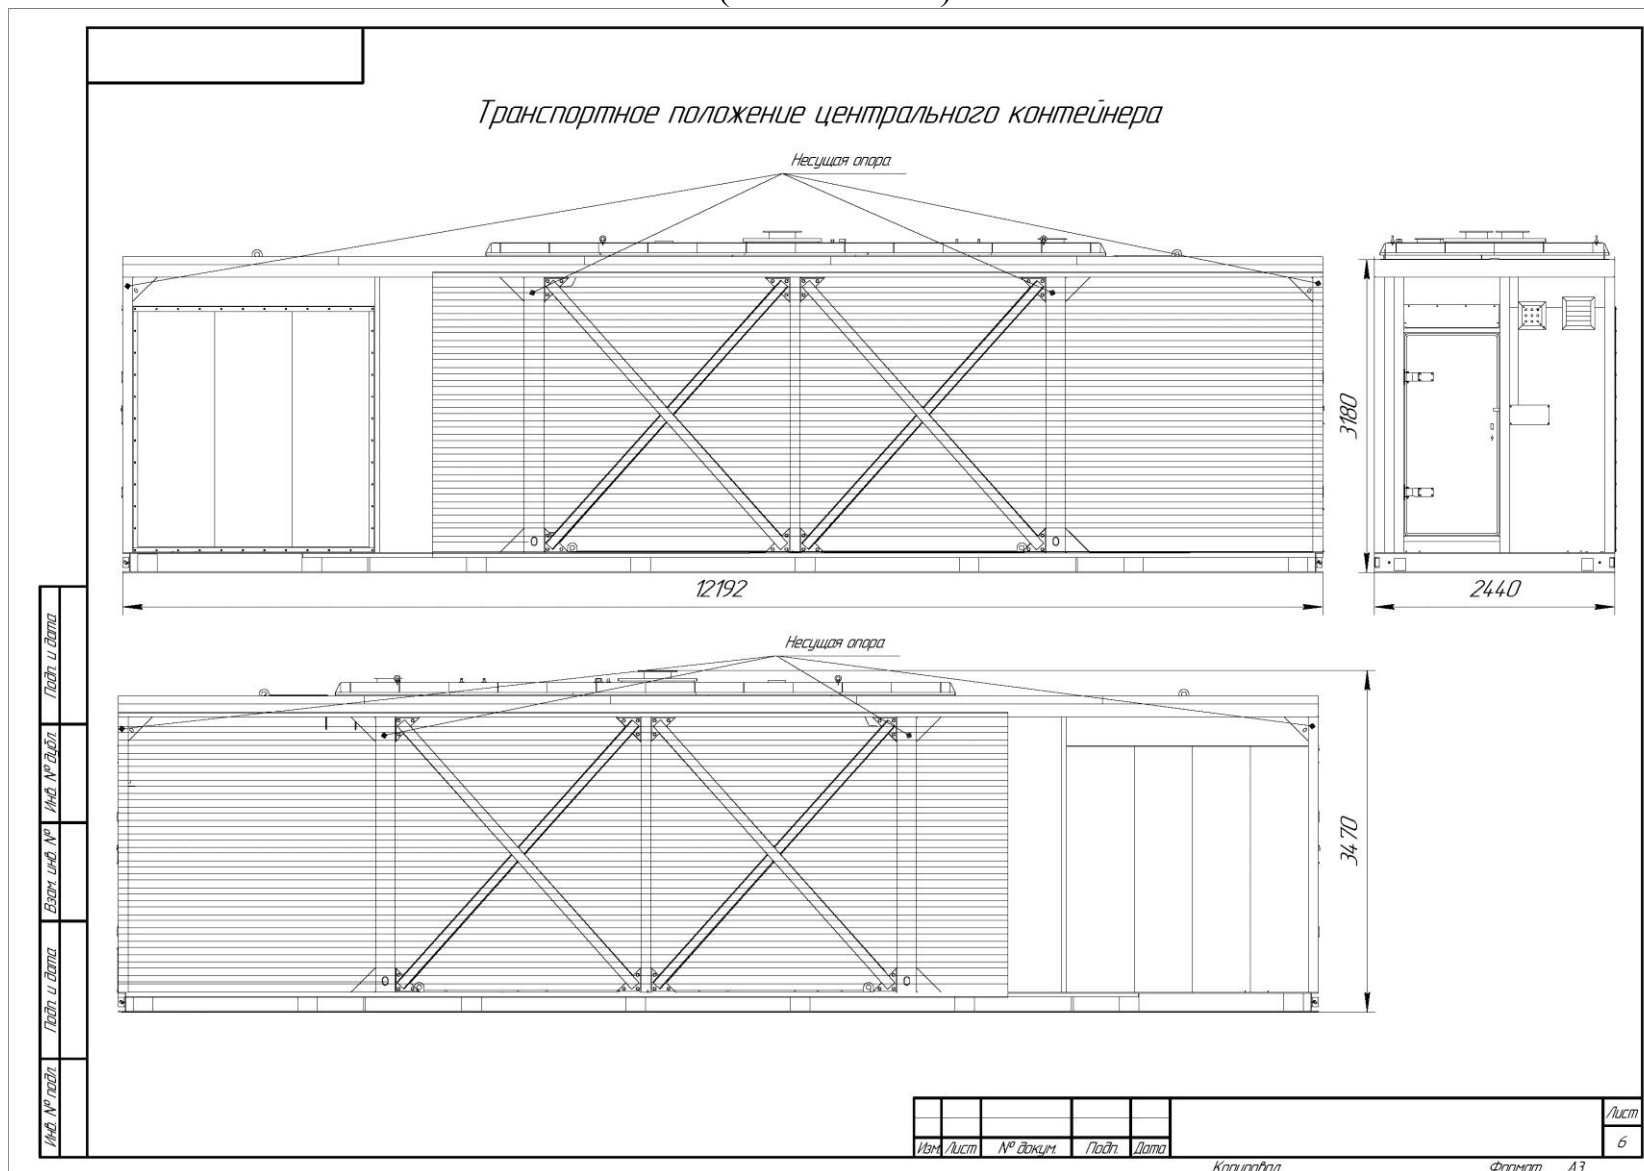 Транспортное положение центрального контейнера
Несущая опора
3180
12192
2440
Несущая опора
3470
Подп. и дата
Инв. № дубл.
Взам. инв. №
Подп. и дата
Инв. № подл.
Изм. Лист № докум. Подп. Дата
Лист
6
Копировал Формат А3